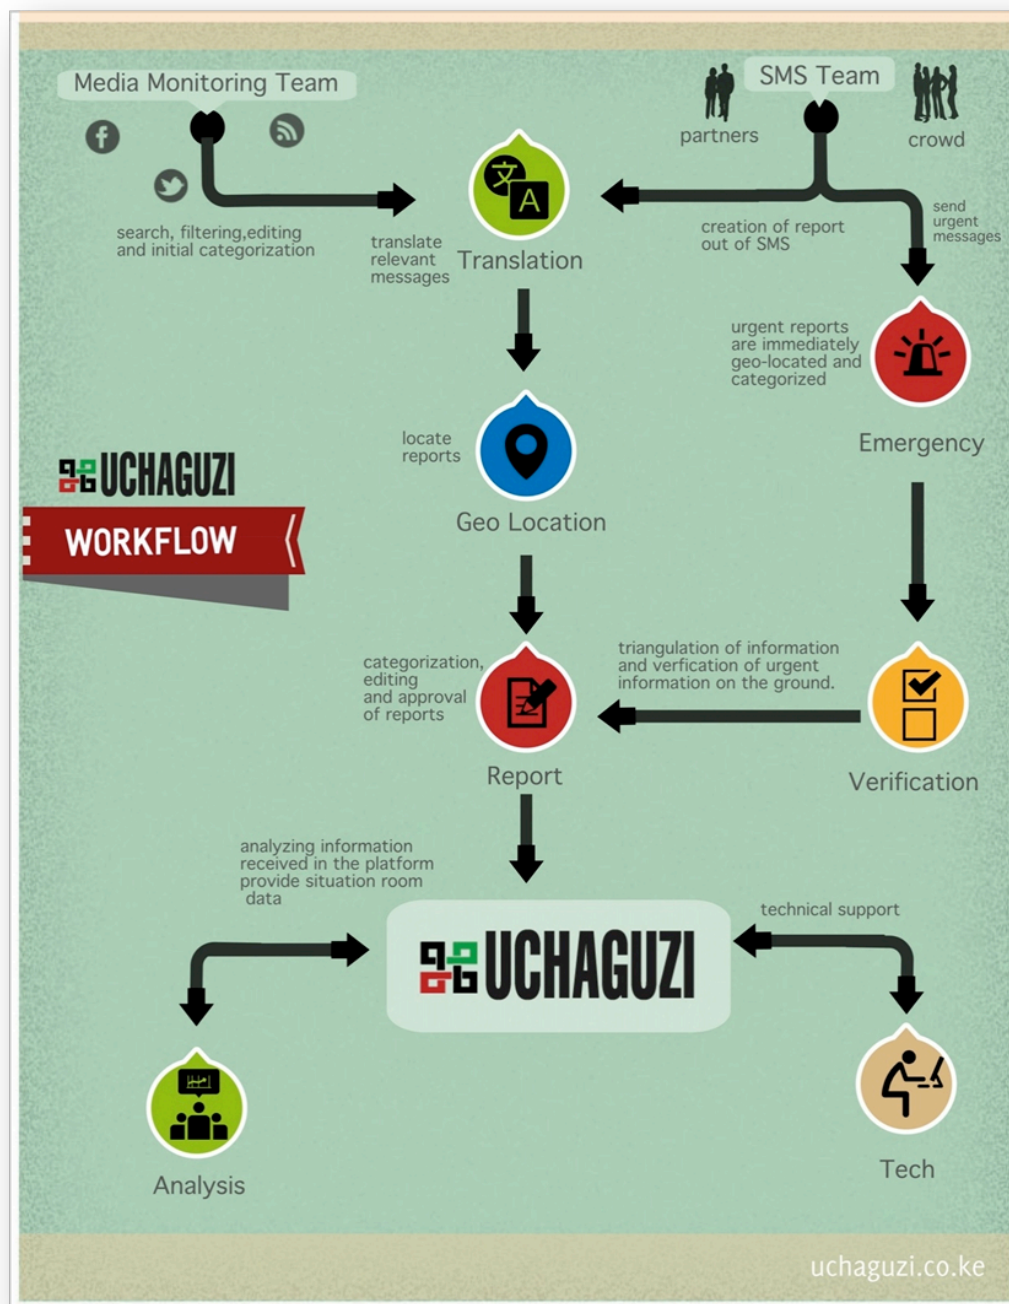 Media Monitoring Team
SMS Team
partners
crowd
search, filtering,editing
and initial categorization
translate
relevant
messages
文
A
Translation
creation of report
out of SMS
send
urgent
messages
urgent reports
are immediately
geo-located and
categorized
Emergency
locate
reports
Geo Location
UCHAGUZI
WORKFLOW
categorization,
editing
and approval
of reports
Report
triangulation of information
and verfication of urgent
information on the ground.
Verification
analyzing information
received in the platform
provide situation room
data
UCHAGUZI
technical support
Analysis
Tech
uchaguzi.co.ke